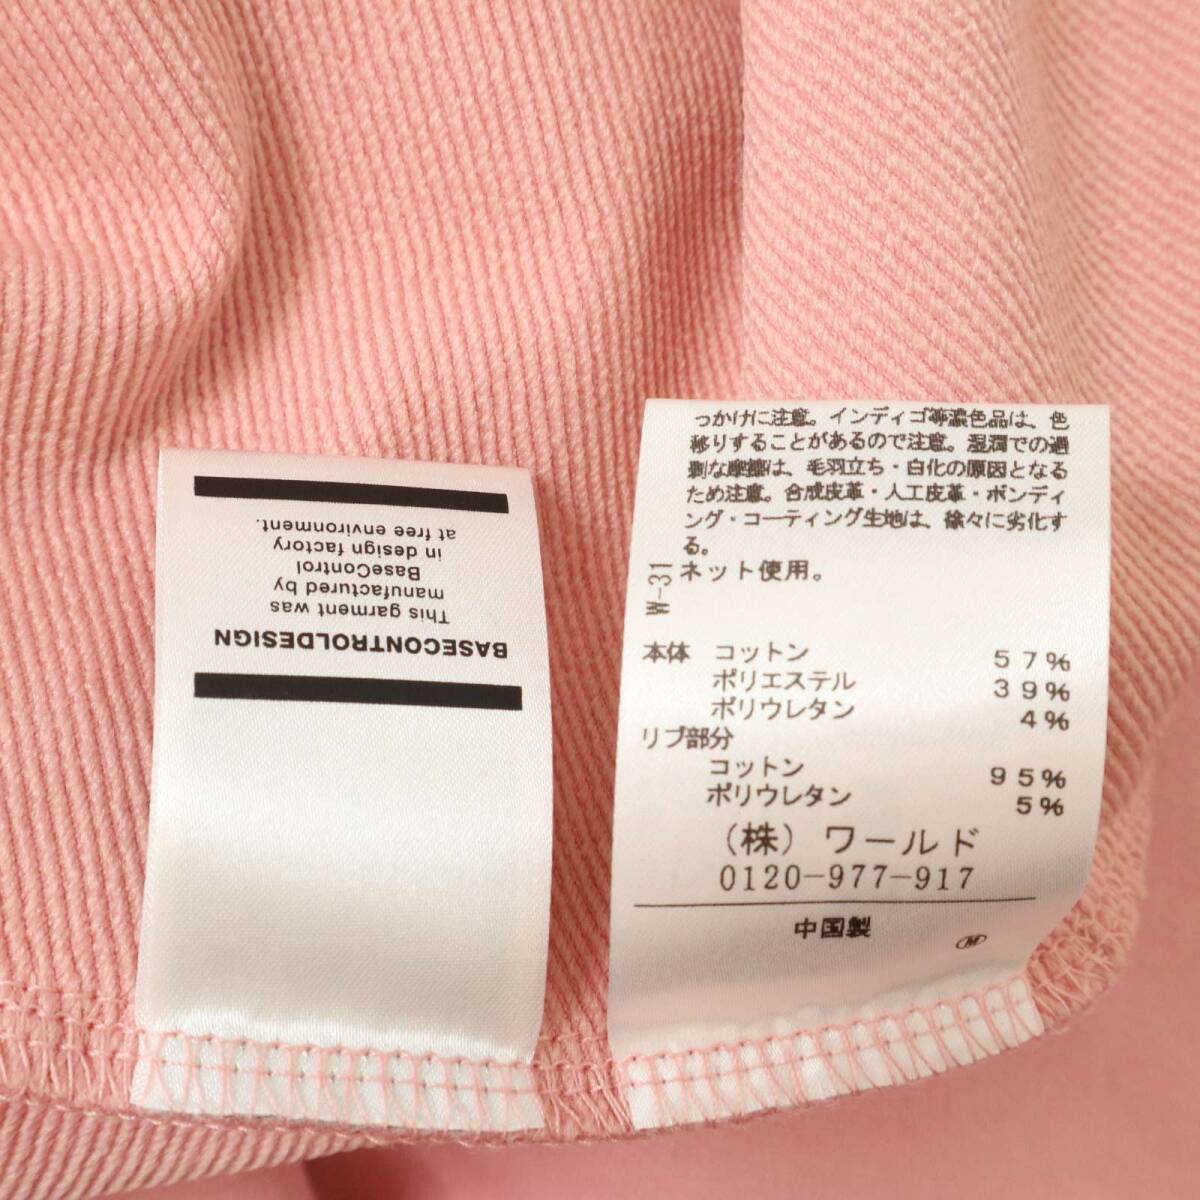 BASECONTROLDESIGN
This garment was
manufactured by
BaseControl
in design factory
at free environment.
っかけに注意。インディゴ等濃色品は、色
移りすることがあるので注意。湿潤での過
剰な摩擦は、毛羽立ち・白化の原因となる
ため注意。合成皮革・人工皮革・ボンディ
ング・コーティング生地は、徐々に劣化す
る。
ネット使用。
W-31
本体 コットン 57%
ポリエステル 39%
ポリウレタン 4%
リブ部分
コットン 95%
ポリウレタン 5%
(株) ワールド
0120-977-917
中国製
M